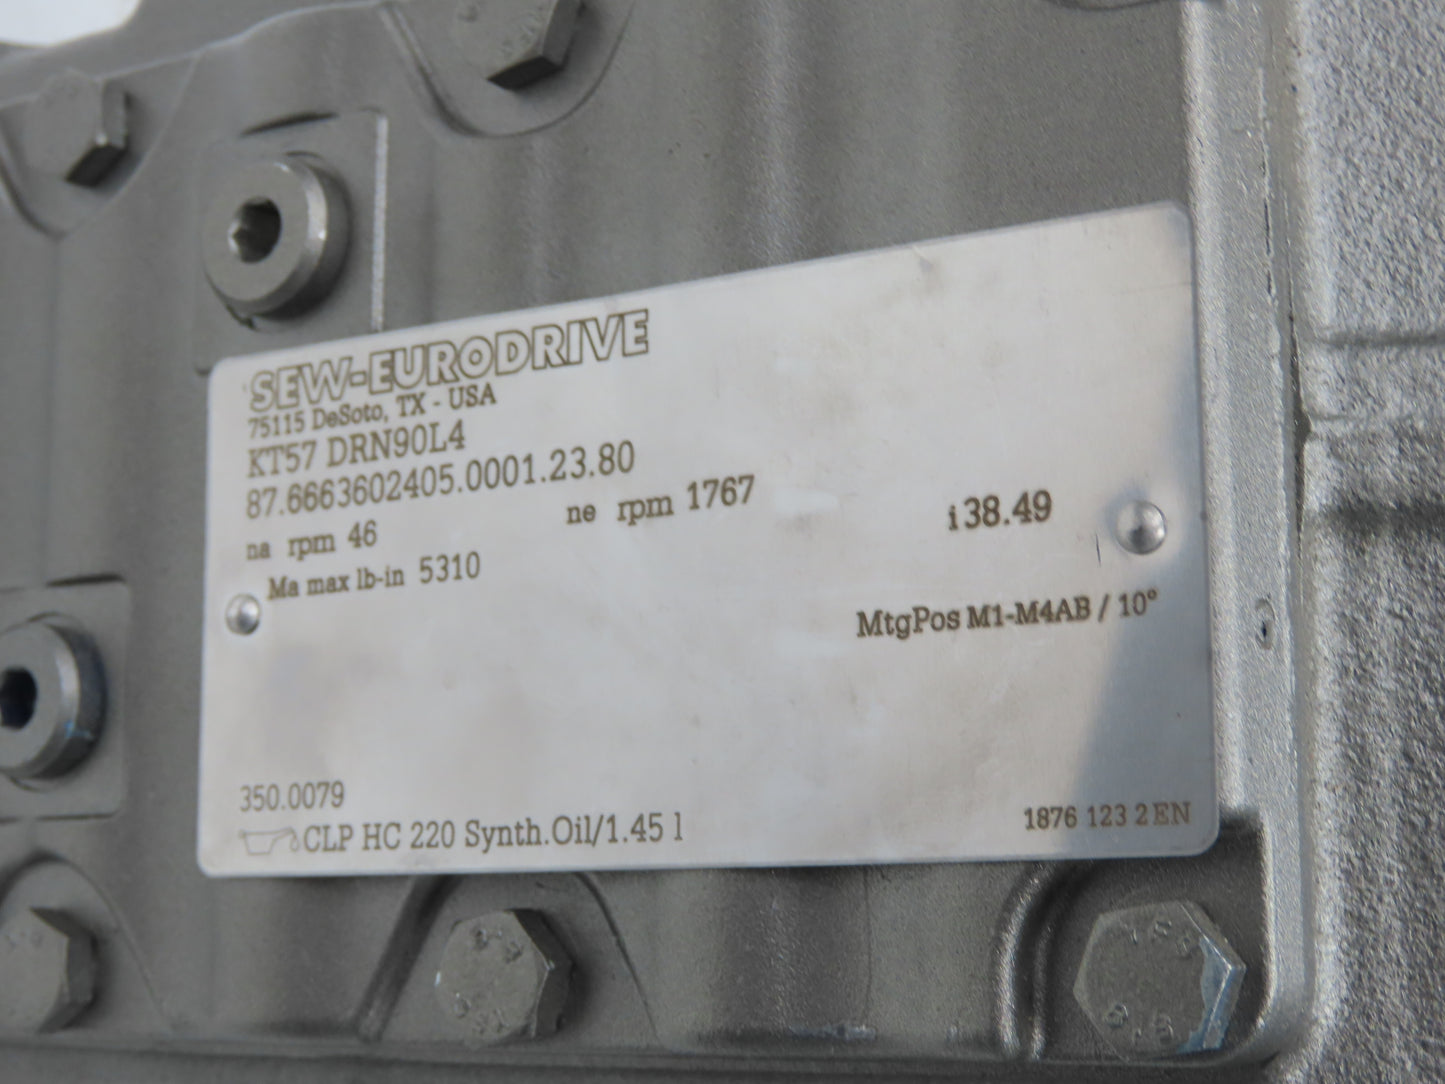 SEW-EURODRIVE
75115 DeSoto, TX - USA
KT57 DRN90L4
87.6663602405.0001.23.80
na rpm 46 ne rpm 1767 i 38.49
Ma max lb-in 5310
MtgPos M1-M4AB / 10°
350.0079
CLP HC 220 Synth.Oil/1.45 l
1876 123 2 EN
8.8